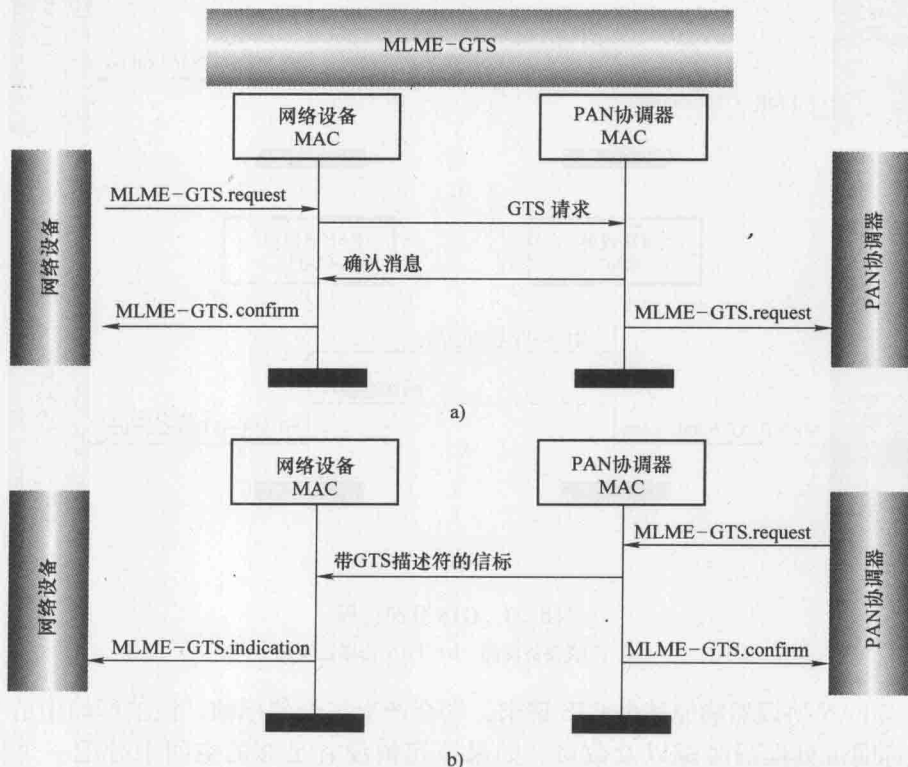 MLME-GTS
网络设备
MAC
PAN协调器
MAC
网络设备
MLME-GTS.request
GTS 请求
确认消息
MLME-GTS.confirm
MLME-GTS.request
PAN协调器
a)
网络设备
MAC
PAN协调器
MAC
网络设备
MLME-GTS.request
带GTS描述符的信标
MLME-GTS.indication
MLME-GTS.confirm
PAN协调器
b)